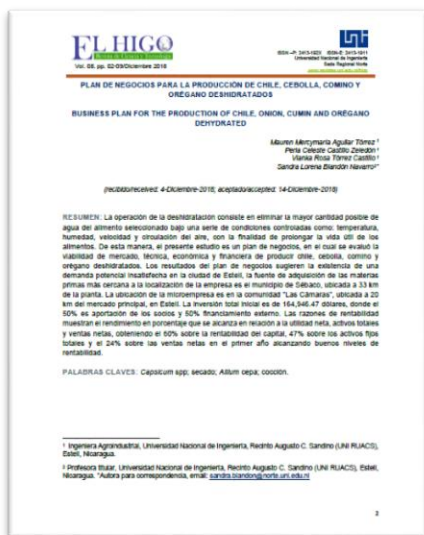 EL HIGO
Vol. 08, pp. 02-09/Diciembre 2018
UNI
ISSN –P: 2413-1823 ISSN-E: 2413-1911
Universidad Nacional de Ingeniería
Sede Regional Norte
PLAN DE NEGOCIOS PARA LA PRODUCCIÓN DE CHILE, CEBOLLA, COMINO Y
ORÉGANO DESHIDRATADOS
BUSINESS PLAN FOR THE PRODUCTION OF CHILE, ONION, CUMIN AND ORÉGANO
DEHYDRATED
Mauren Mercymaria Aguilar Tórrez ¹
Perla Celeste Castillo Zeledón ¹
Vianka Rosa Tórrez Castillo ¹
Sandra Lorena Blandón Navarro²*
(recibido/received: 4-Diciembre-2018; aceptado/accepted: 14-Diciembre-2018)
RESUMEN: La operación de la deshidratación consiste en eliminar la mayor cantidad posible de
agua del alimento seleccionado bajo una serie de condiciones controladas como: temperatura,
humedad, velocidad y circulación del aire, con la finalidad de prolongar la vida útil de los
alimentos. De esta manera, el presente estudio es un plan de negocios, en el cual se evaluó la
viabilidad de mercado, técnica, económica y financiera de producir chile, cebolla, comino y
orégano deshidratados. Los resultados del plan de negocios sugieren la existencia de una
demanda potencial insatisfecha en la ciudad de Estelí, la fuente de adquisición de las materias
primas más cercana a la localización de la empresa es el municipio de Sébaco, ubicada a 33 km
de la planta. La ubicación de la microempresa es en la comunidad "Las Cámaras", ubicada a 20
km del mercado principal, en Estelí. La inversión total inicial es de 164,946.47 dólares, donde el
50% es aportación de los socios y 50% financiamiento externo. Las razones de rentabilidad
muestran el rendimiento en porcentaje que se alcanza en relación a la utilidad neta, activos totales
y ventas netas, obteniendo el 60% sobre la rentabilidad del capital, 47% sobre los activos fijos
totales y el 24% sobre las ventas netas en el primer año alcanzando buenos niveles de
rentabilidad.
PALABRAS CLAVES: Capsicum spp; secado; Allium cepa; cocción.
¹ Ingeniera Agroindustrial, Universidad Nacional de Ingeniería, Recinto Augusto C. Sandino (UNI RUACS),
Estelí, Nicaragua.
² Profesora titular, Universidad Nacional de Ingeniería, Recinto Augusto C. Sandino (UNI RUACS), Estelí,
Nicaragua. *Autora para correspondencia, email: sandra.blandon@norte.uni.edu.ni
2